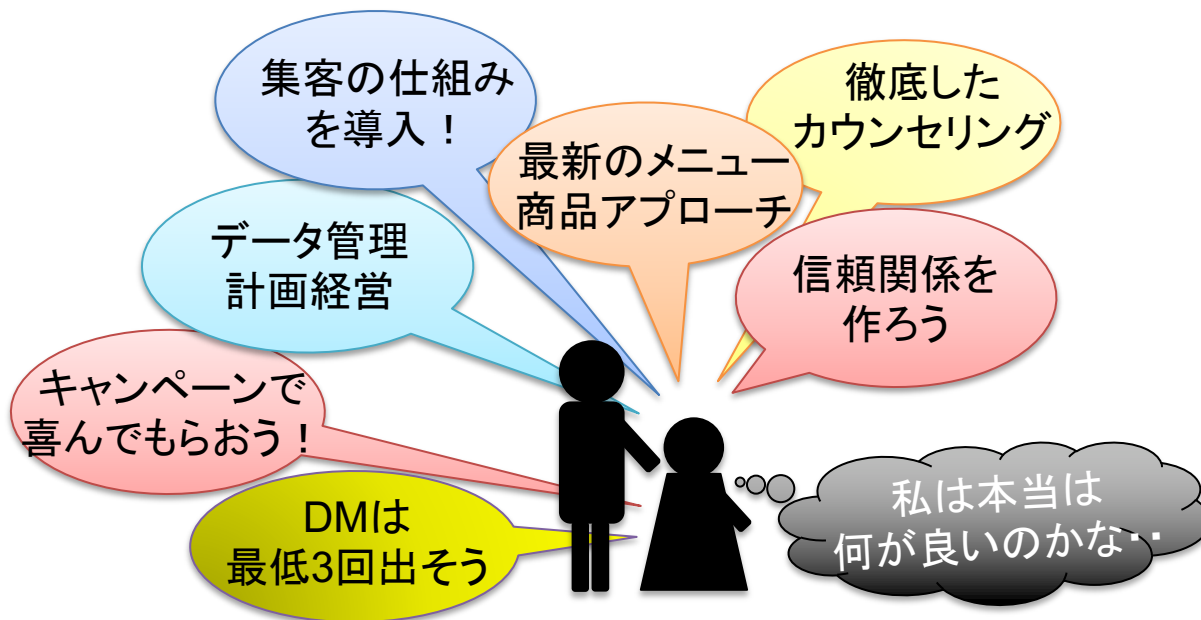 集客の仕組み
を導入！
徹底した
カウンセリング
最新のメニュー
商品アプローチ
データ管理
計画経営
信頼関係を
作ろう
キャンペーンで
喜んでもらおう！
DMは
最低3回出そう
私は本当は
何が良いのかな・・